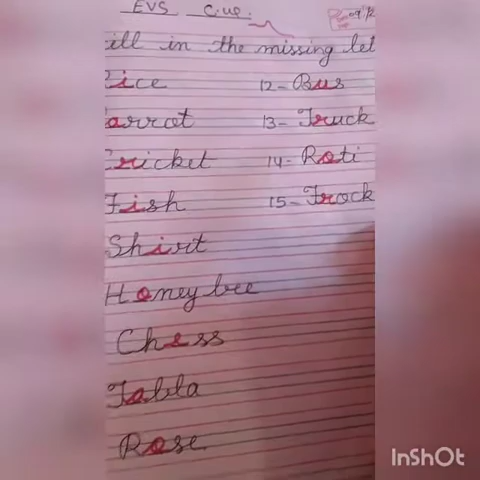 EVS C.W.
ill in the missing let
ice 12- Bus
arrot 13- Truck
ricket 14- Roti
Fish 15- Frock
Shirt
Honey bee
Chess
Tabla
Rose
InShOt